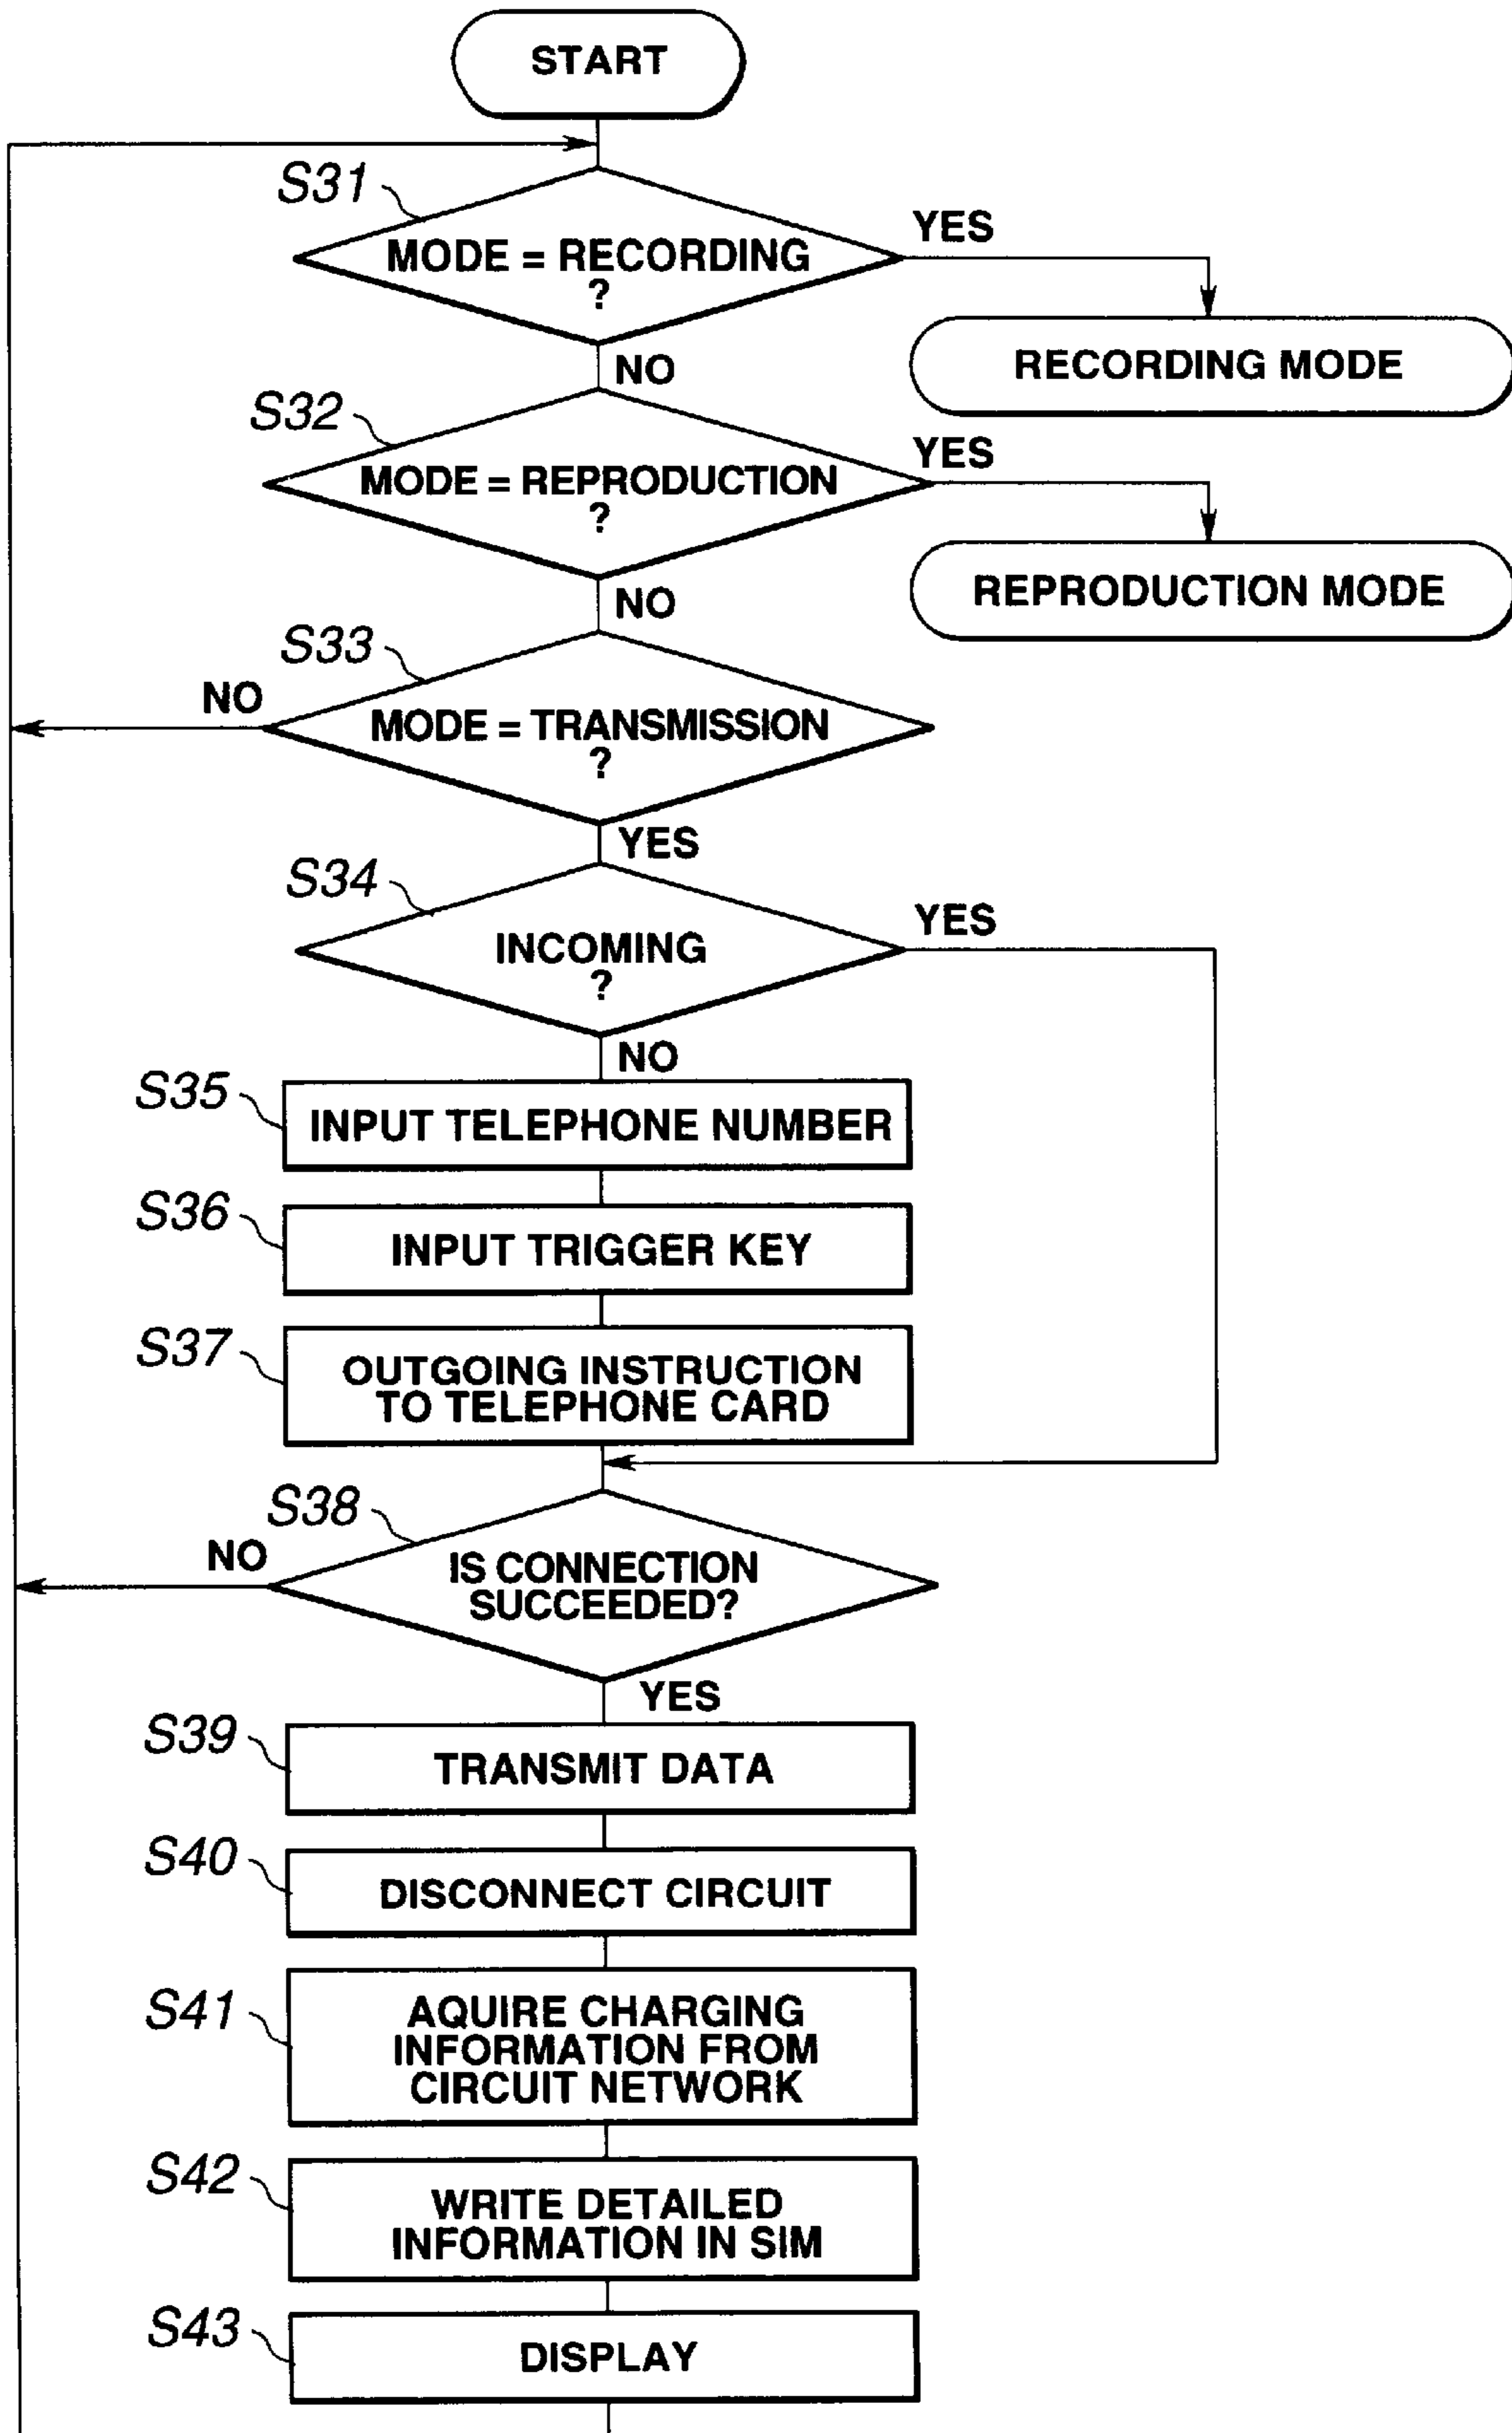 START
S31
MODE = RECORDING
?
YES
RECORDING MODE
NO
S32
MODE = REPRODUCTION
?
YES
REPRODUCTION MODE
NO
S33
MODE = TRANSMISSION
?
NO
YES
S34
INCOMING
?
YES
NO
S35
INPUT TELEPHONE NUMBER
S36
INPUT TRIGGER KEY
S37
OUTGOING INSTRUCTION
TO TELEPHONE CARD
S38
IS CONNECTION
SUCCEEDED?
NO
YES
S39
TRANSMIT DATA
S40
DISCONNECT CIRCUIT
S41
AQUIRE CHARGING
INFORMATION FROM
CIRCUIT NETWORK
S42
WRITE DETAILED
INFORMATION IN SIM
S43
DISPLAY